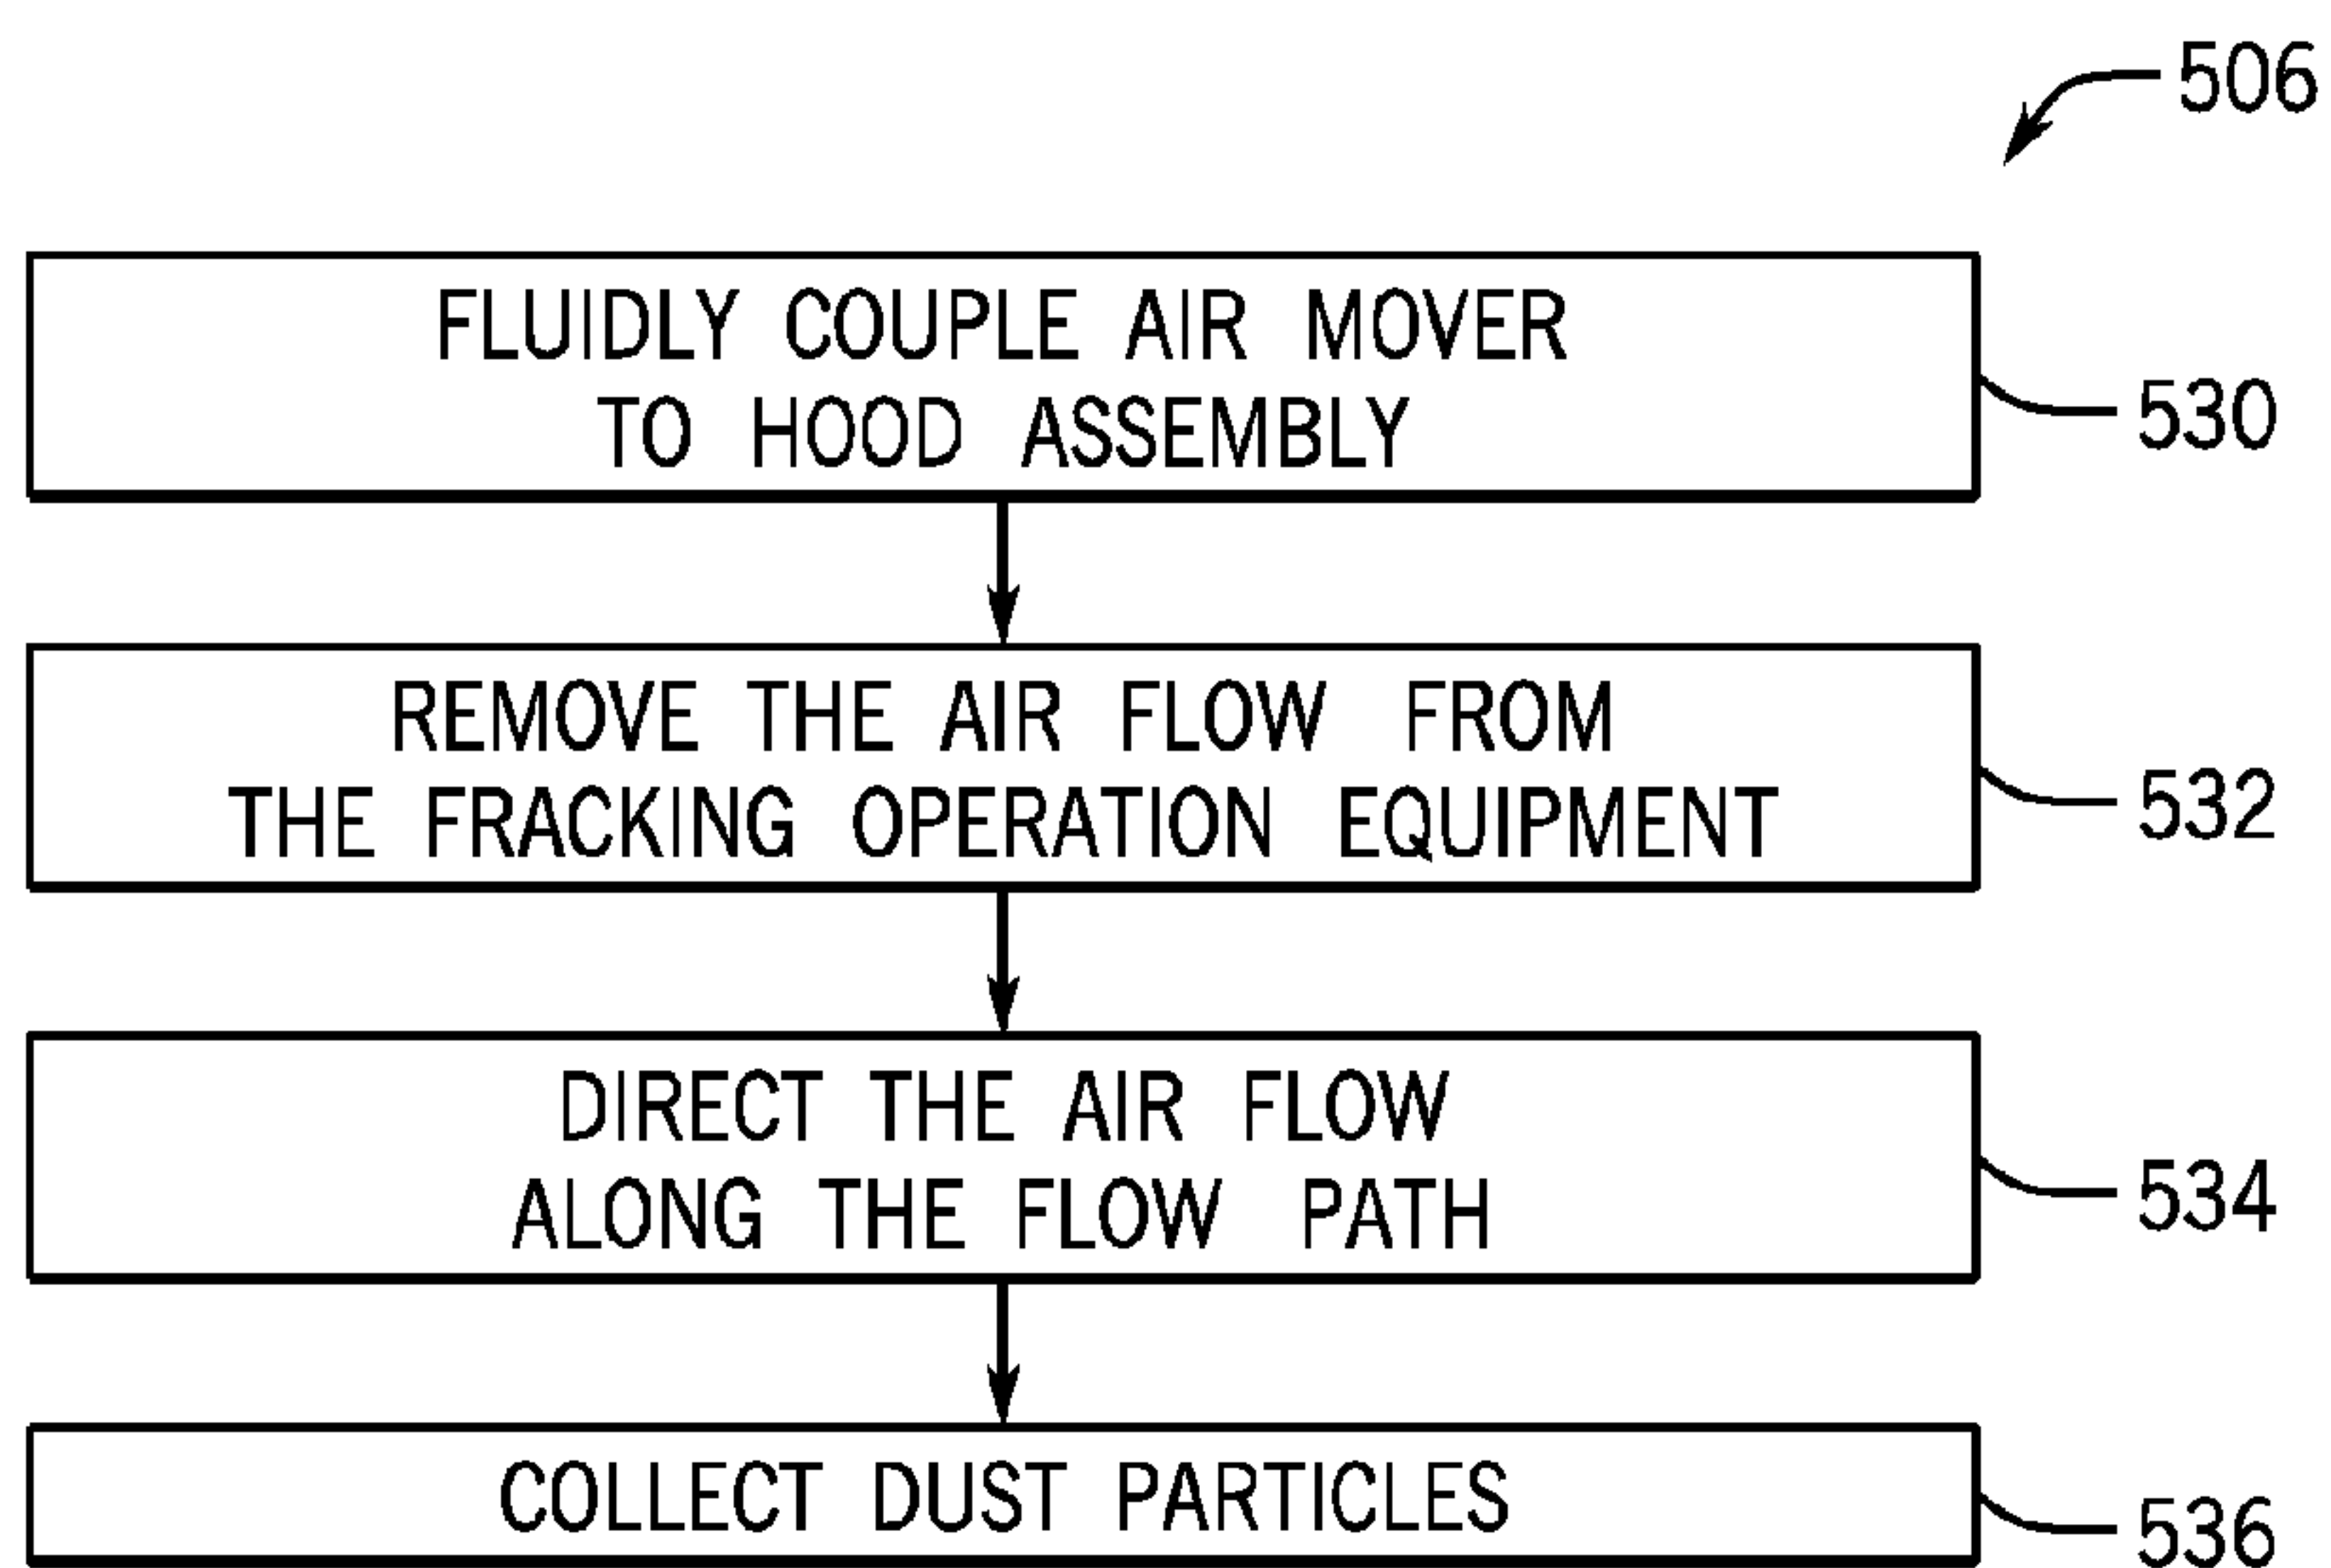 506
FLUIDLY COUPLE AIR MOVER
TO HOOD ASSEMBLY
530
REMOVE THE AIR FLOW FROM
THE FRACKING OPERATION EQUIPMENT
532
DIRECT THE AIR FLOW
ALONG THE FLOW PATH
534
COLLECT DUST PARTICLES
536